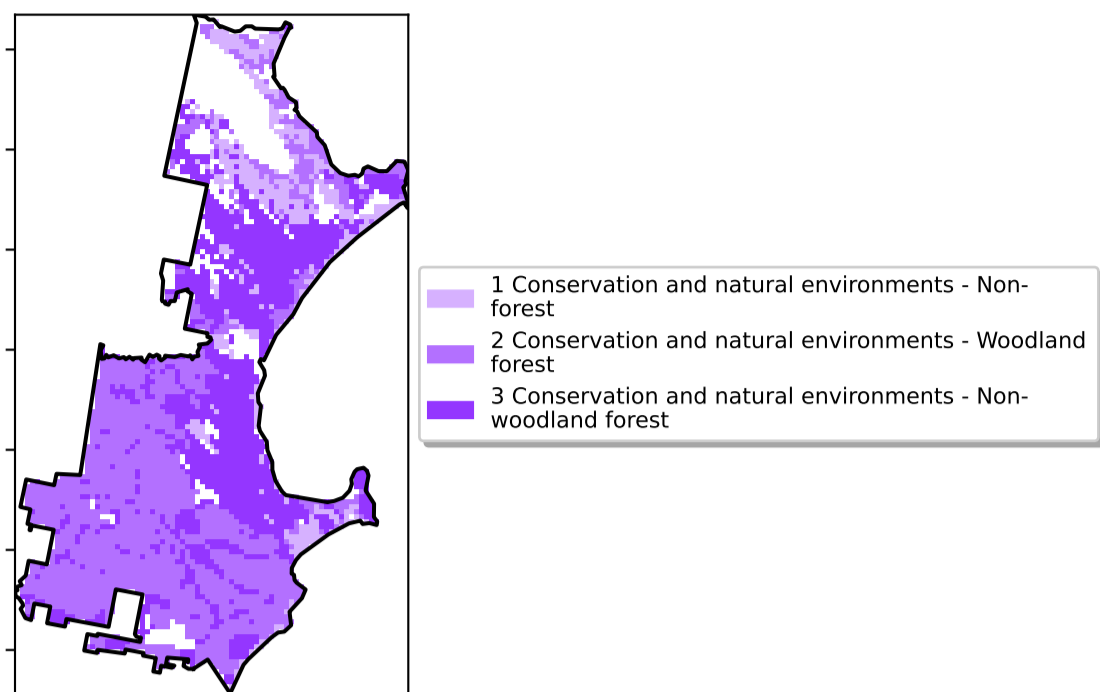 1 Conservation and natural environments - Non-
forest
2 Conservation and natural environments - Woodland
forest
3 Conservation and natural environments - Non-
woodland forest